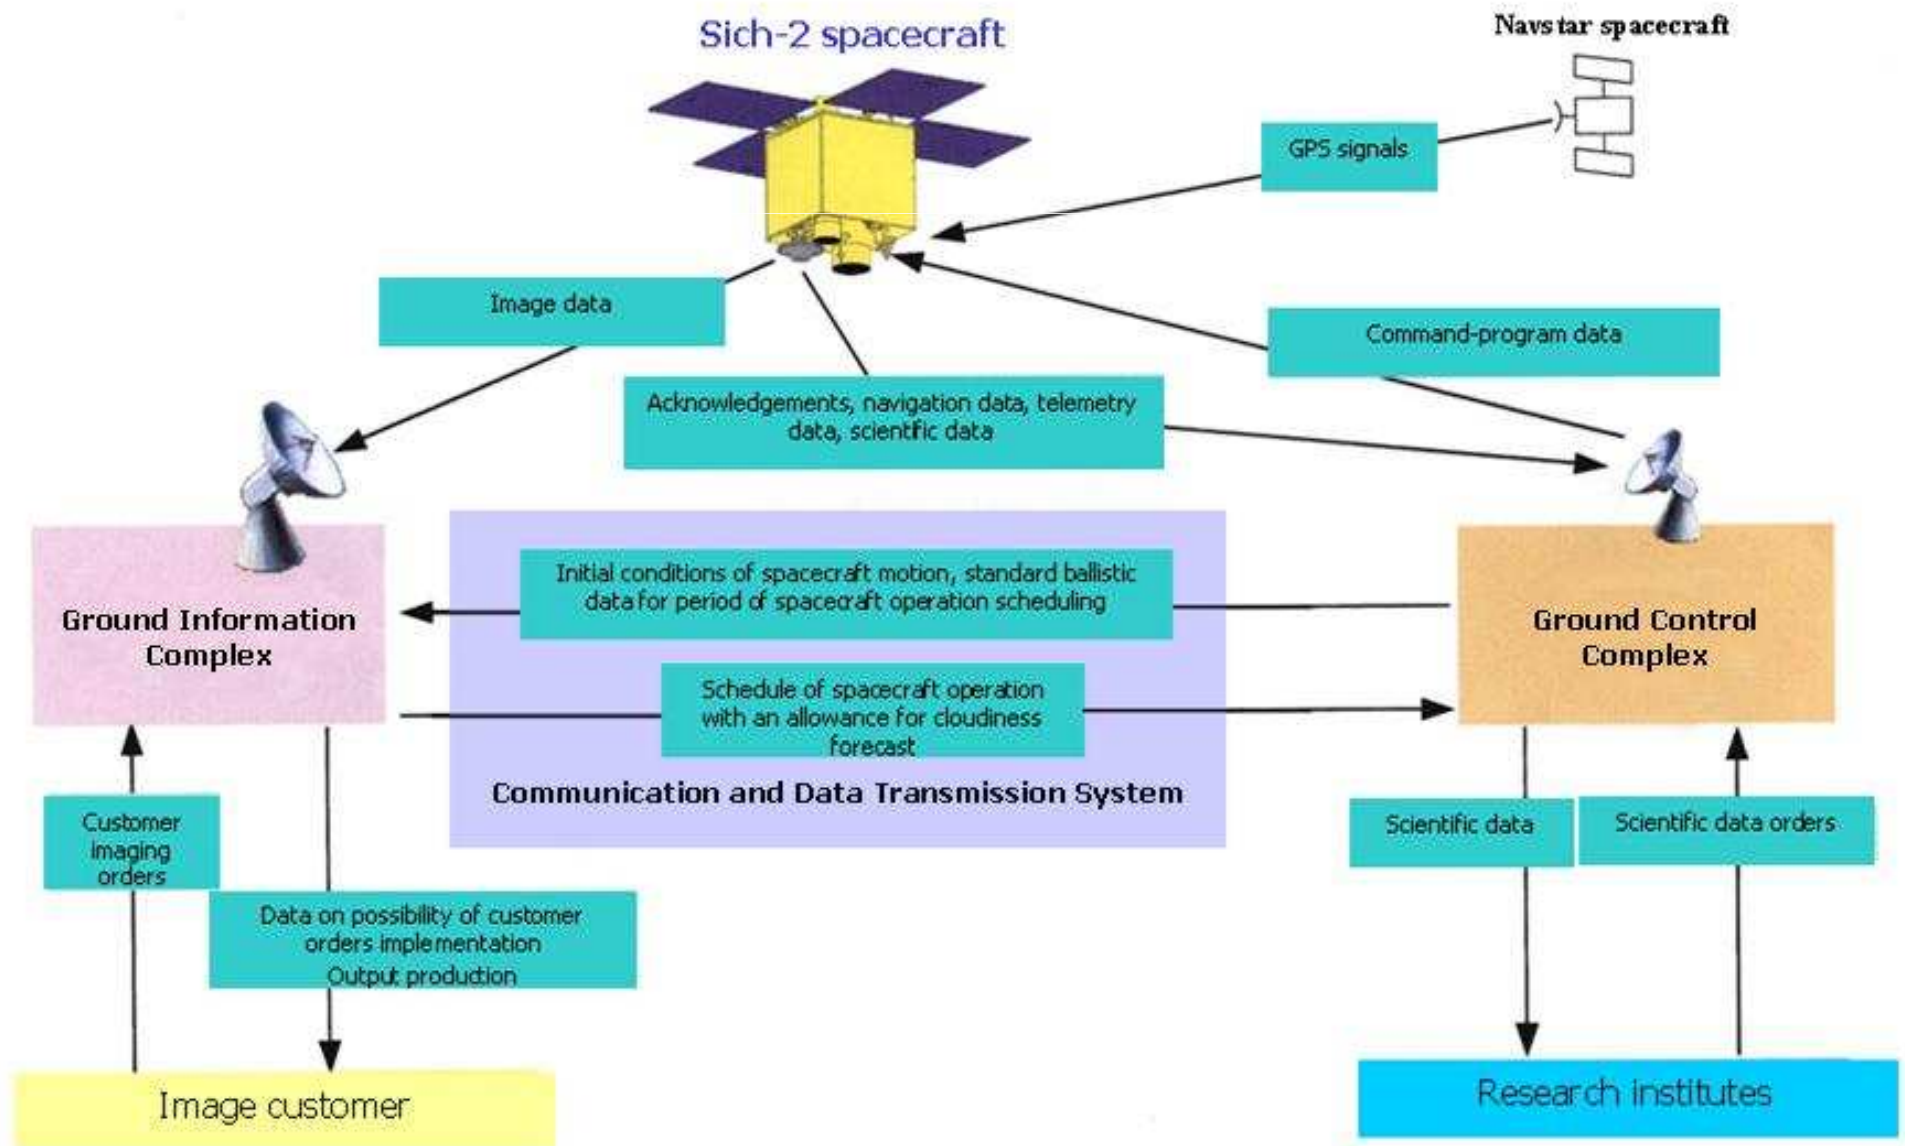 Sich-2 spacecraft
Navstar spacecraft
GPS signals
Image data
Command-program data
Acknowledgements, navigation data, telemetry
data, scientific data
Initial conditions of spacecraft motion, standard ballistic
data for period of spacecraft operation scheduling
Ground Information
Complex
Ground Control
Complex
Schedule of spacecraft operation
with an allowance for cloudiness
forecast
Communication and Data Transmission System
Customer
imaging
orders
Scientific data
Scientific data orders
Data on possibility of customer
orders implementation
Output production
Image customer
Research institutes